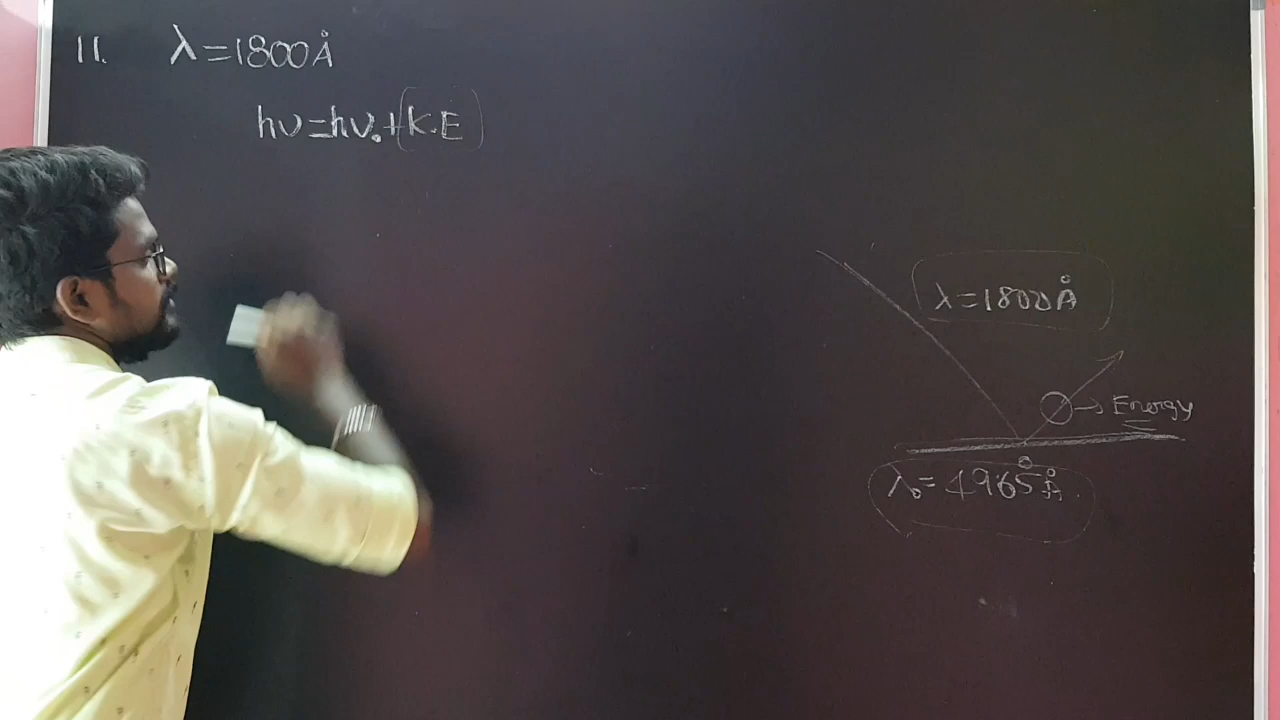 11. λ=1800Å
hυ=hυ₀+(K.E)
λ=1800Å
→ Energy
λ₀= 4965Å